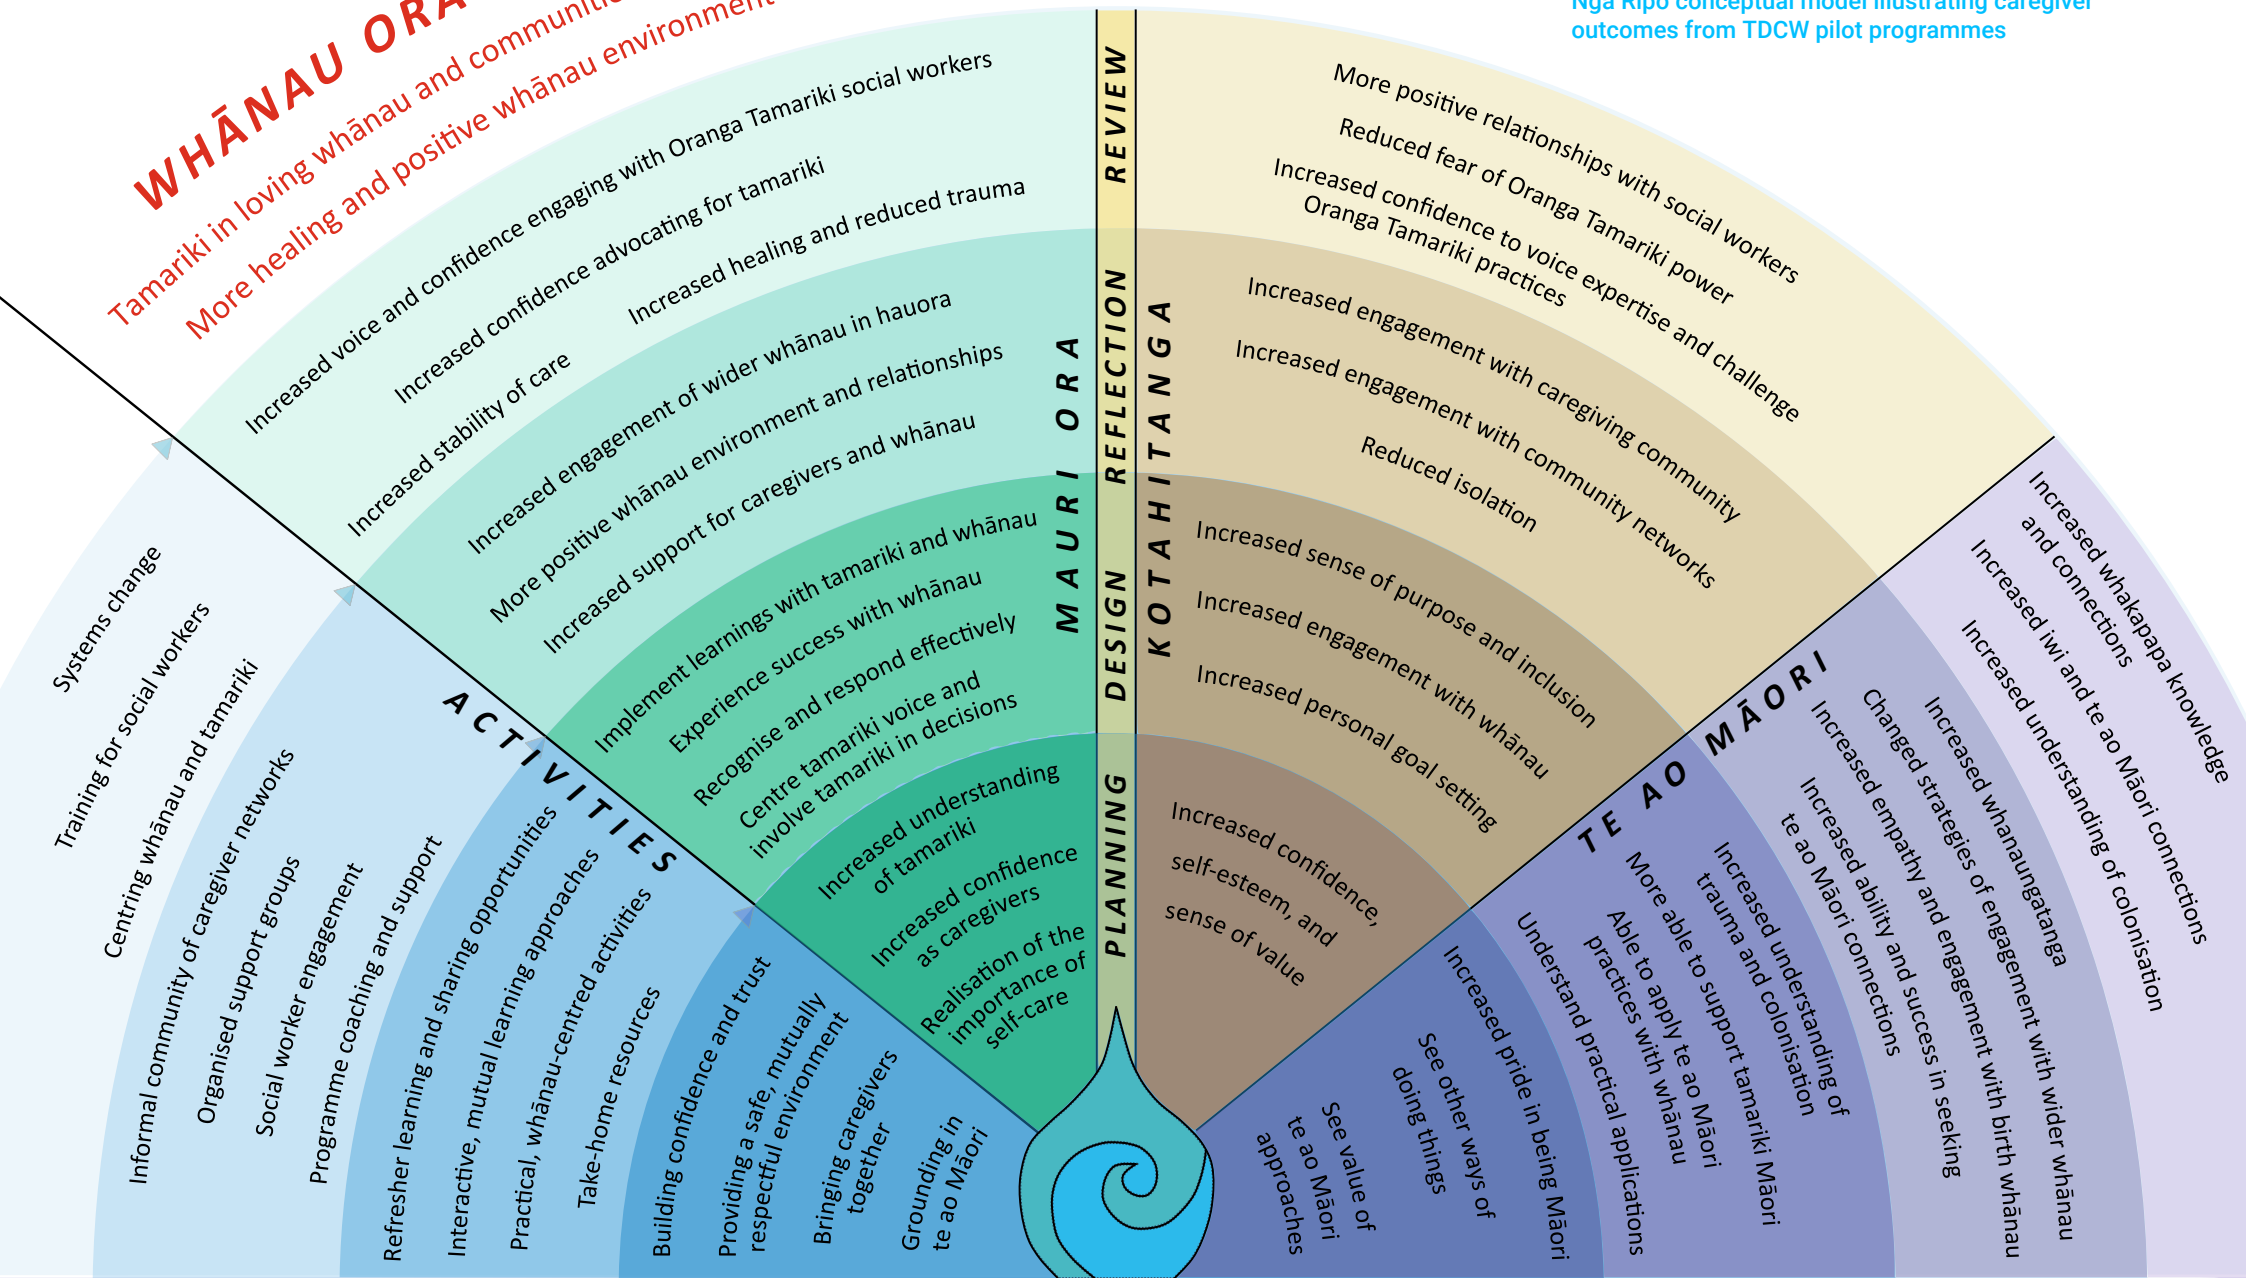 Ngā Ripo conceptual model illustrating caregiver
outcomes from TDCW pilot programmes
WHĀNAU ORA
Tamariki in loving whānau and
More healing and positive whānau environment
ACTIVITIES
Systems change
Training for social workers
Centring whānau and tamariki
Informal community of caregiver networks
Organised support groups
Social worker engagement
Programme coaching and support
Refresher learning and sharing opportunities
Interactive, mutual learning approaches
Practical, whānau-centred activities
Take-home resources
Building confidence and trust
Providing a safe, mutually
respectful environment
Bringing caregivers
together
Grounding in
te ao Māori
MAURI ORA
Increased voice and confidence engaging with Oranga Tamariki social workers
Increased confidence advocating for tamariki
Increased healing and reduced trauma
Increased stability of care
Increased engagement of wider whānau in hauora
More positive whānau environment and relationships
Increased support for caregivers and whānau
Implement learnings with tamariki and whānau
Experience success with whānau
Recognise and respond effectively
Centre tamariki voice and
involve tamariki in decisions
Increased understanding
of tamariki
Increased confidence
as caregivers
Realisation of the
importance of
self-care
REVIEW
REFLECTION
DESIGN
PLANNING
KOTAHITANGA
More positive relationships with social workers
Reduced fear of Oranga Tamariki power
Increased confidence to voice expertise and challenge
Oranga Tamariki practices
Increased engagement with caregiving community
Increased engagement with community networks
Reduced isolation
Increased sense of purpose and inclusion
Increased engagement with whānau
Increased personal goal setting
Increased confidence,
self-esteem, and
sense of value
TE AO MĀORI
Increased whakapapa knowledge
and connections
Increased iwi and te ao Māori connections
Increased understanding of colonisation
Increased whanaungatanga
Changed strategies of engagement with wider whānau
Increased empathy and engagement with birth whānau
Increased ability and success in seeking
te ao Māori connections
Increased understanding of
trauma and colonisation
More able to support tamariki Māori
Able to apply te ao Māori
practices with whānau
Understand practical applications
Increased pride in being Māori
See other ways of
doing things
See value of
te ao Māori
approaches